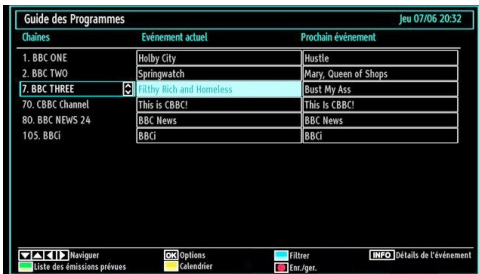 Guide des Programmes Jeu 07/06 20:32
Chaînes Evénement actuel Prochain événement
1. BBC ONE Holby City Hustle
2. BBC TWO Springwatch Mary, Queen of Shops
7. BBC THREE Filthy Rich and Homeless Bust My Ass
70. CBBC Channel This is CBBC! This Is CBBC!
80. BBC NEWS 24 BBC News BBC News
105. BBCi BBCi BBCi
Naviguer OK Options Filtrer INFO Détails de l'événement
Liste des émissions prévues Calendrier Enr./ger.